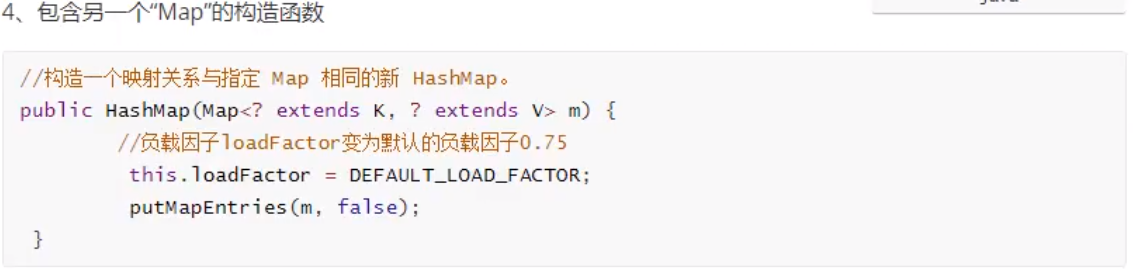 4、包含另一个“Map”的构造函数
//构造一个映射关系与指定 Map 相同的新 HashMap。
public HashMap(Map<? extends K, ? extends V> m) {
//负载因子loadFactor变为默认的负载因子0.75
this.loadFactor = DEFAULT_LOAD_FACTOR;
putMapEntries(m, false);
}